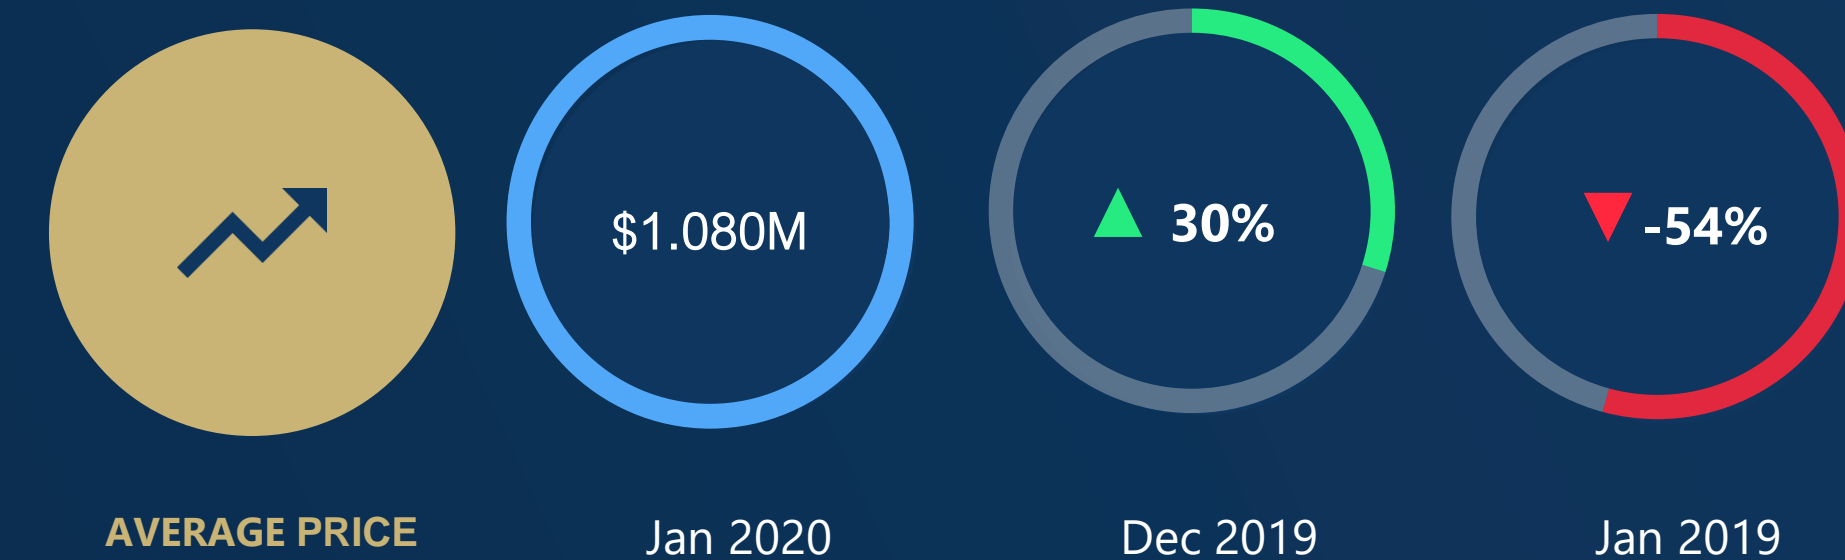 $1.080M
30%
-54%
AVERAGE PRICE
Jan 2020
Dec 2019
Jan 2019